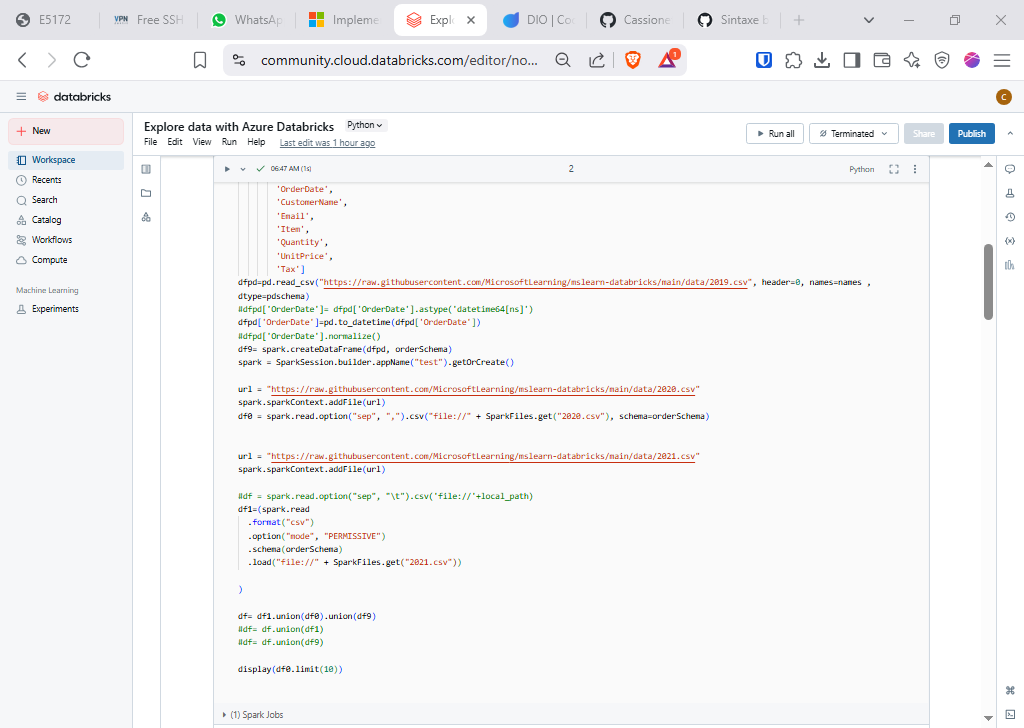 E5172
Free SSH
WhatsAp
Impleme
Explo
DIO | Coc
Cassione
Sintaxe b
community.cloud.databricks.com/editor/no...
1
databricks
C
New
Workspace
Recents
Search
Catalog
Workflows
Compute
Machine Learning
Experiments
Explore data with Azure Databricks
Python
File Edit View Run Help Last edit was 1 hour ago
Run all
Terminated
Share
Publish
06:47 AM (1s)
2
Python
'OrderDate',
'CustomerName',
'Email',
'Item',
'Quantity',
'UnitPrice',
'Tax']
dfpd=pd.read_csv("https://raw.githubusercontent.com/MicrosoftLearning/mslearn-databricks/main/data/2019.csv", header=0, names=names ,
dtype=pdschema)
#dfpd['OrderDate']= dfpd['OrderDate'].astype('datetime64[ns]')
dfpd['OrderDate']=pd.to_datetime(dfpd['OrderDate'])
#dfpd['OrderDate'].normalize()
df9= spark.createDataFrame(dfpd, orderSchema)
spark = SparkSession.builder.appName("test").getOrCreate()
url = "https://raw.githubusercontent.com/MicrosoftLearning/mslearn-databricks/main/data/2020.csv"
spark.sparkContext.addFile(url)
df0 = spark.read.option("sep", ",").csv("file://" + SparkFiles.get("2020.csv"), schema=orderSchema)
url = "https://raw.githubusercontent.com/MicrosoftLearning/mslearn-databricks/main/data/2021.csv"
spark.sparkContext.addFile(url)
#df = spark.read.option("sep", "\t").csv('file://'+local_path)
df1=(spark.read
.format("csv")
.option("mode", "PERMISSIVE")
.schema(orderSchema)
.load("file://" + SparkFiles.get("2021.csv"))
)
df= df1.union(df0).union(df9)
#df= df.union(df1)
#df= df.union(df9)
display(df0.limit(10))
(1) Spark Jobs